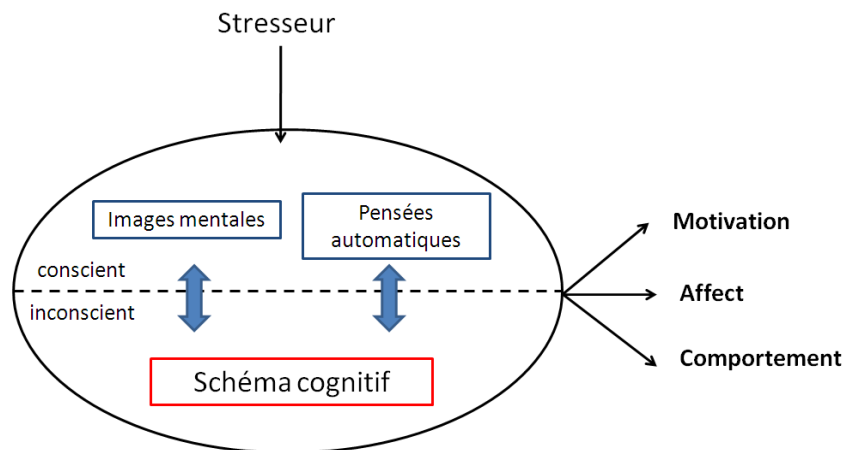 Stresseur
Images mentales
Pensées
automatiques
conscient
inconscient
Schéma cognitif
Motivation
Affect
Comportement